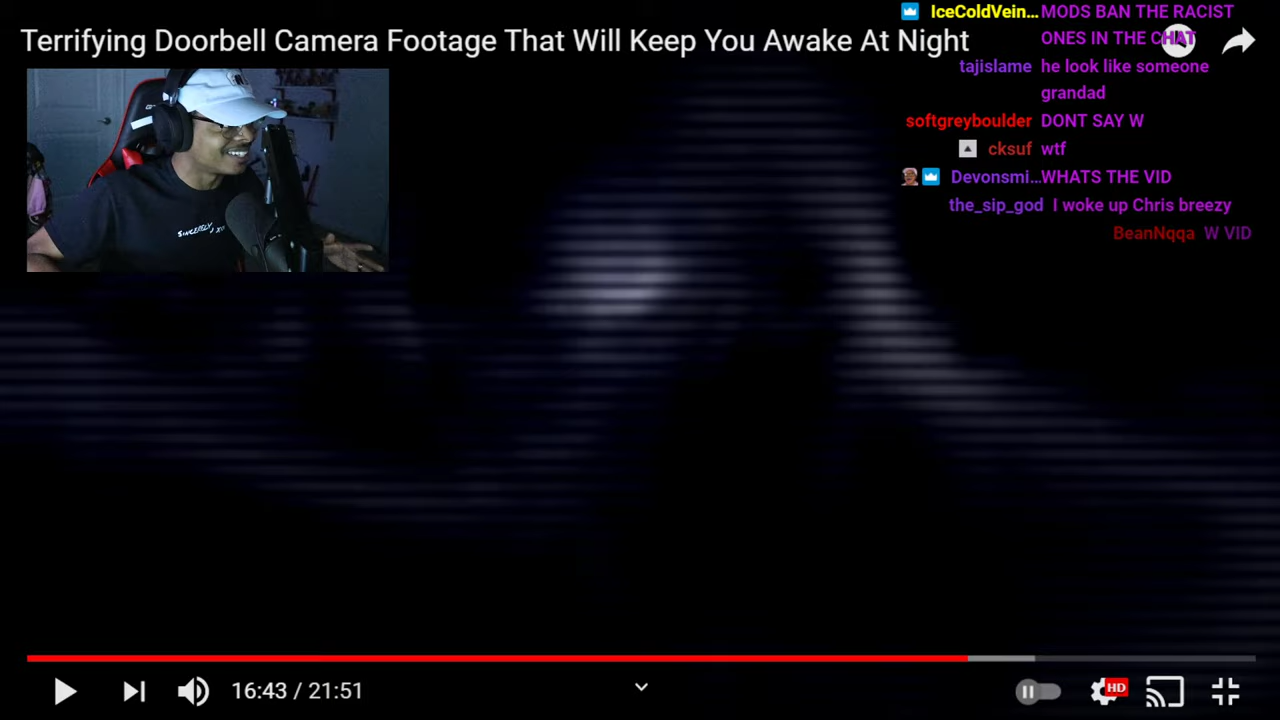 Terrifying Doorbell Camera Footage That Will Keep You Awake At Night
IceColdVein... MODS BAN THE RACIST
ONES IN THE CHAT
tajislame he look like someone
grandad
softgreyboulder DONT SAY W
cksuf wtf
Devonsmi... WHATS THE VID
the_sip_god I woke up Chris breezy
BeanNqqa W VID
16:43 / 21:51
HD